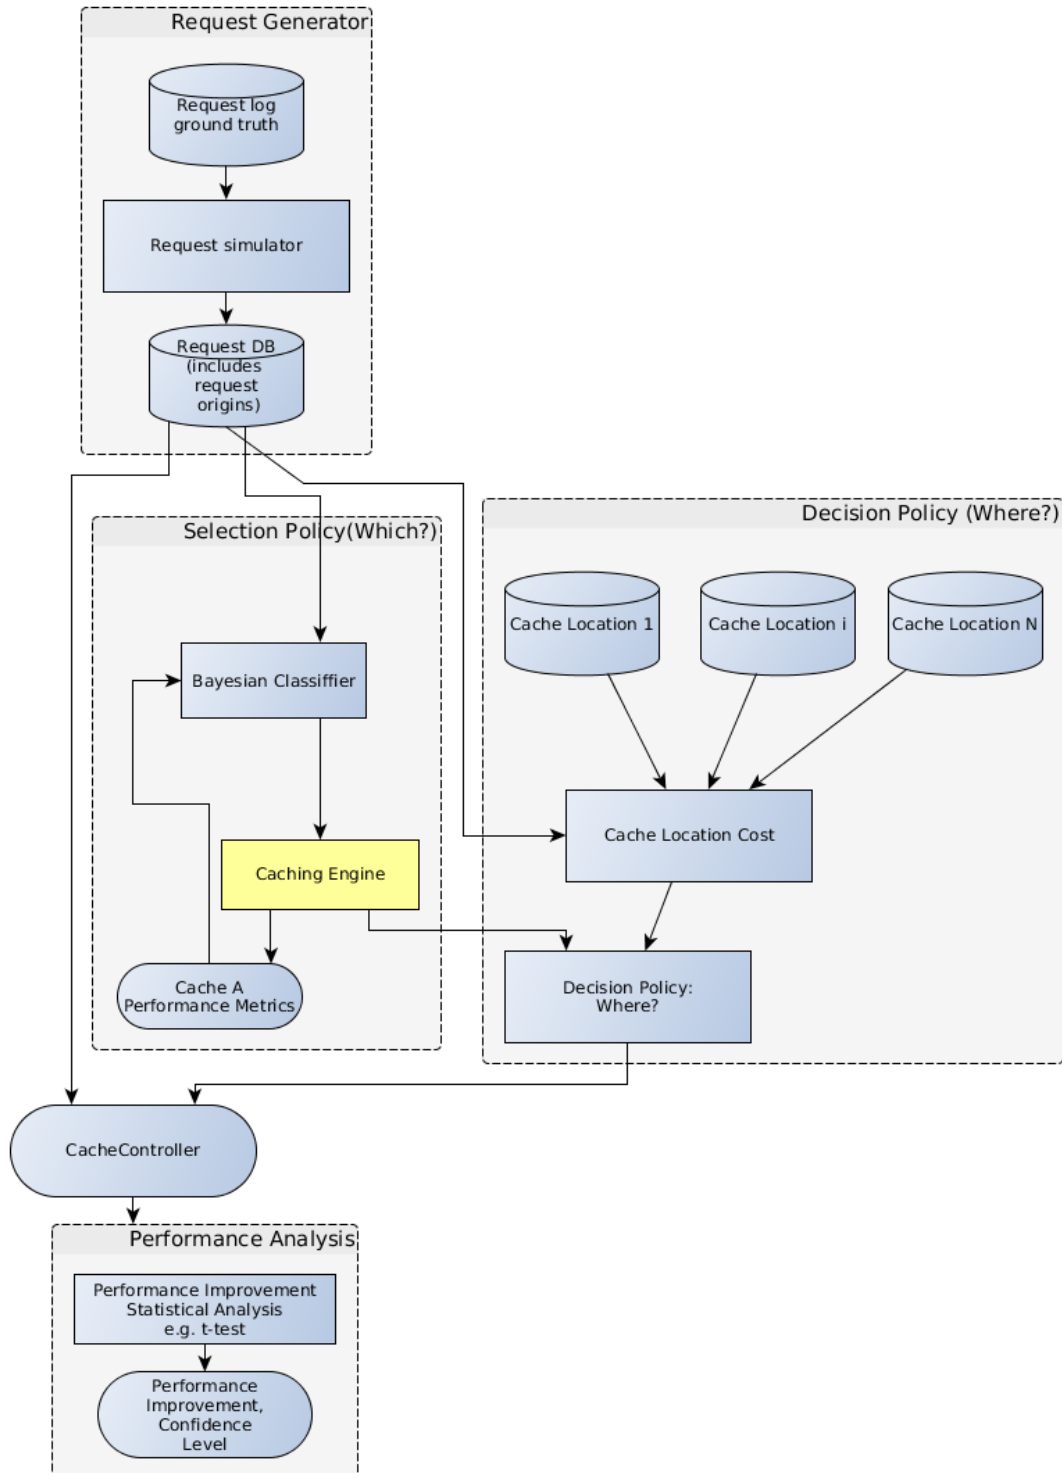 Request Generator
Request log
ground truth
Request simulator
Request DB
(includes
request
origins)
Selection Policy(Which?)
Bayesian Classiffier
Caching Engine
Cache A
Performance Metrics
Decision Policy (Where?)
Cache Location 1
Cache Location i
Cache Location N
Cache Location Cost
Decision Policy:
Where?
CacheController
Performance Analysis
Performance Improvement
Statistical Analysis
e.g. t-test
Performance
Improvement,
Confidence
Level